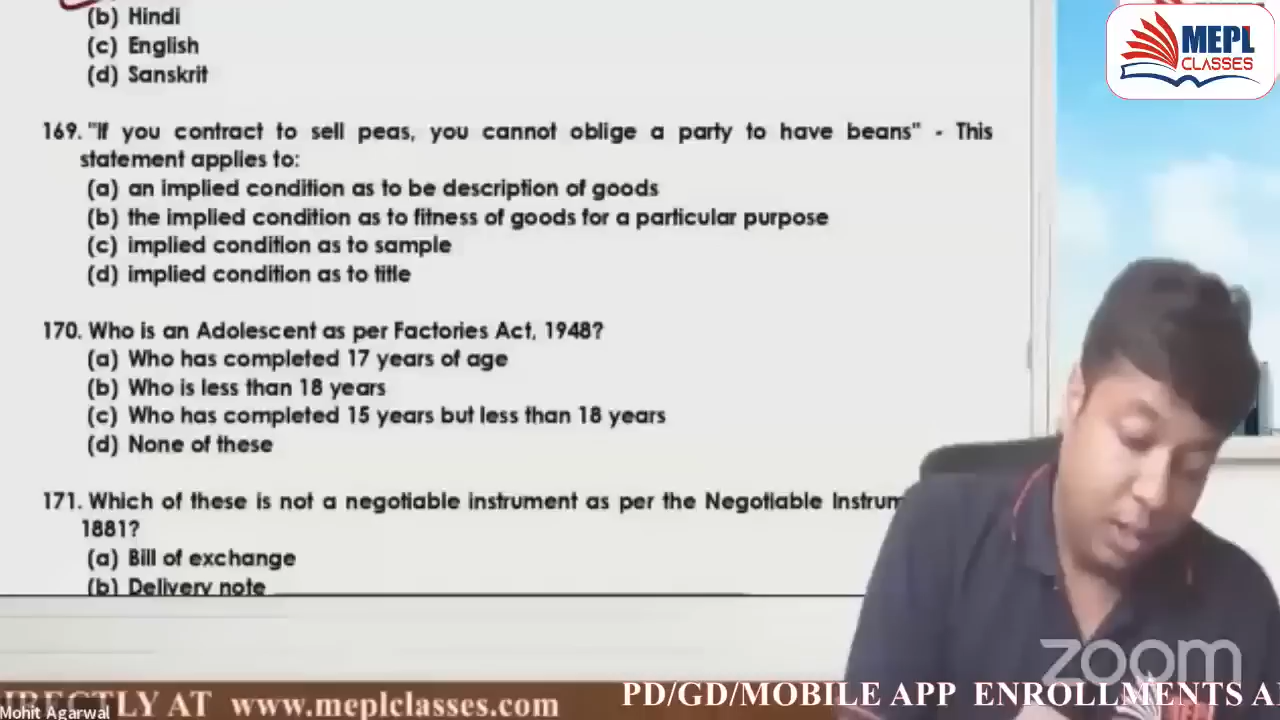 (b) Hindi
(c) English
(d) Sanskrit
MEPL
CLASSES
169. "If you contract to sell peas, you cannot oblige a party to have beans" - This
statement applies to:
(a) an implied condition as to be description of goods
(b) the implied condition as to fitness of goods for a particular purpose
(c) implied condition as to sample
(d) implied condition as to title
170. Who is an Adolescent as per Factories Act, 1948?
(a) Who has completed 17 years of age
(b) Who is less than 18 years
(c) Who has completed 15 years but less than 18 years
(d) None of these
171. Which of these is not a negotiable instrument as per the Negotiable Instrum
1881?
(a) Bill of exchange
(b) Delivery note
zoom
IRECTLY AT www.meplclasses.com PD/GD/MOBILE APP ENROLLMENTS A
Mohit Agarwal